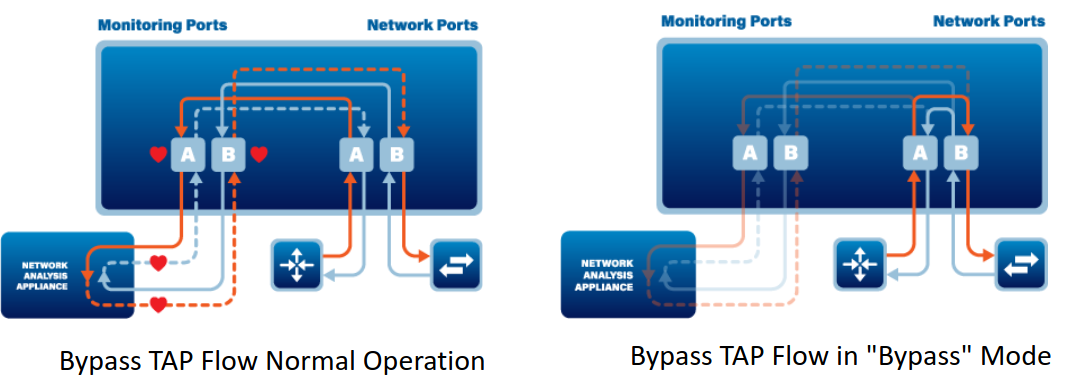 Monitoring Ports
Network Ports
A
B
A
B
NETWORK
ANALYSIS
APPLIANCE
Bypass TAP Flow Normal Operation
Monitoring Ports
Network Ports
A
B
A
B
NETWORK
ANALYSIS
APPLIANCE
Bypass TAP Flow in "Bypass" Mode